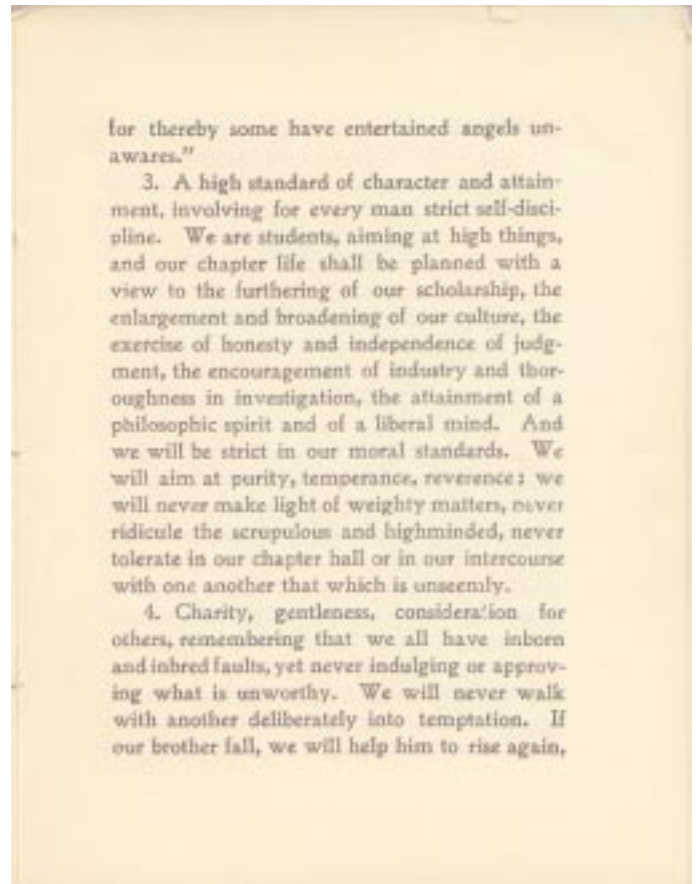 for thereby some have entertained angels un-
awares."
3. A high standard of character and attain-
ment, involving for every man strict self-disci-
pline. We are students, aiming at high things,
and our chapter life shall be planned with a
view to the furthering of our scholarship, the
enlargement and broadening of our culture, the
exercise of honesty and independence of judg-
ment, the encouragement of industry and thor-
oughness in investigation, the attainment of a
philosophic spirit and of a liberal mind. And
we will be strict in our moral standards. We
will aim at purity, temperance, reverence; we
will never make light of weighty matters, never
ridicule the scrupulous and highminded, never
tolerate in our chapter hall or in our intercourse
with one another that which is unseemly.
4. Charity, gentleness, consideration for
others, remembering that we all have inborn
and inbred faults, yet never indulging or approv-
ing what is unworthy. We will never walk
with another deliberately into temptation. If
our brother fall, we will help him to rise again,